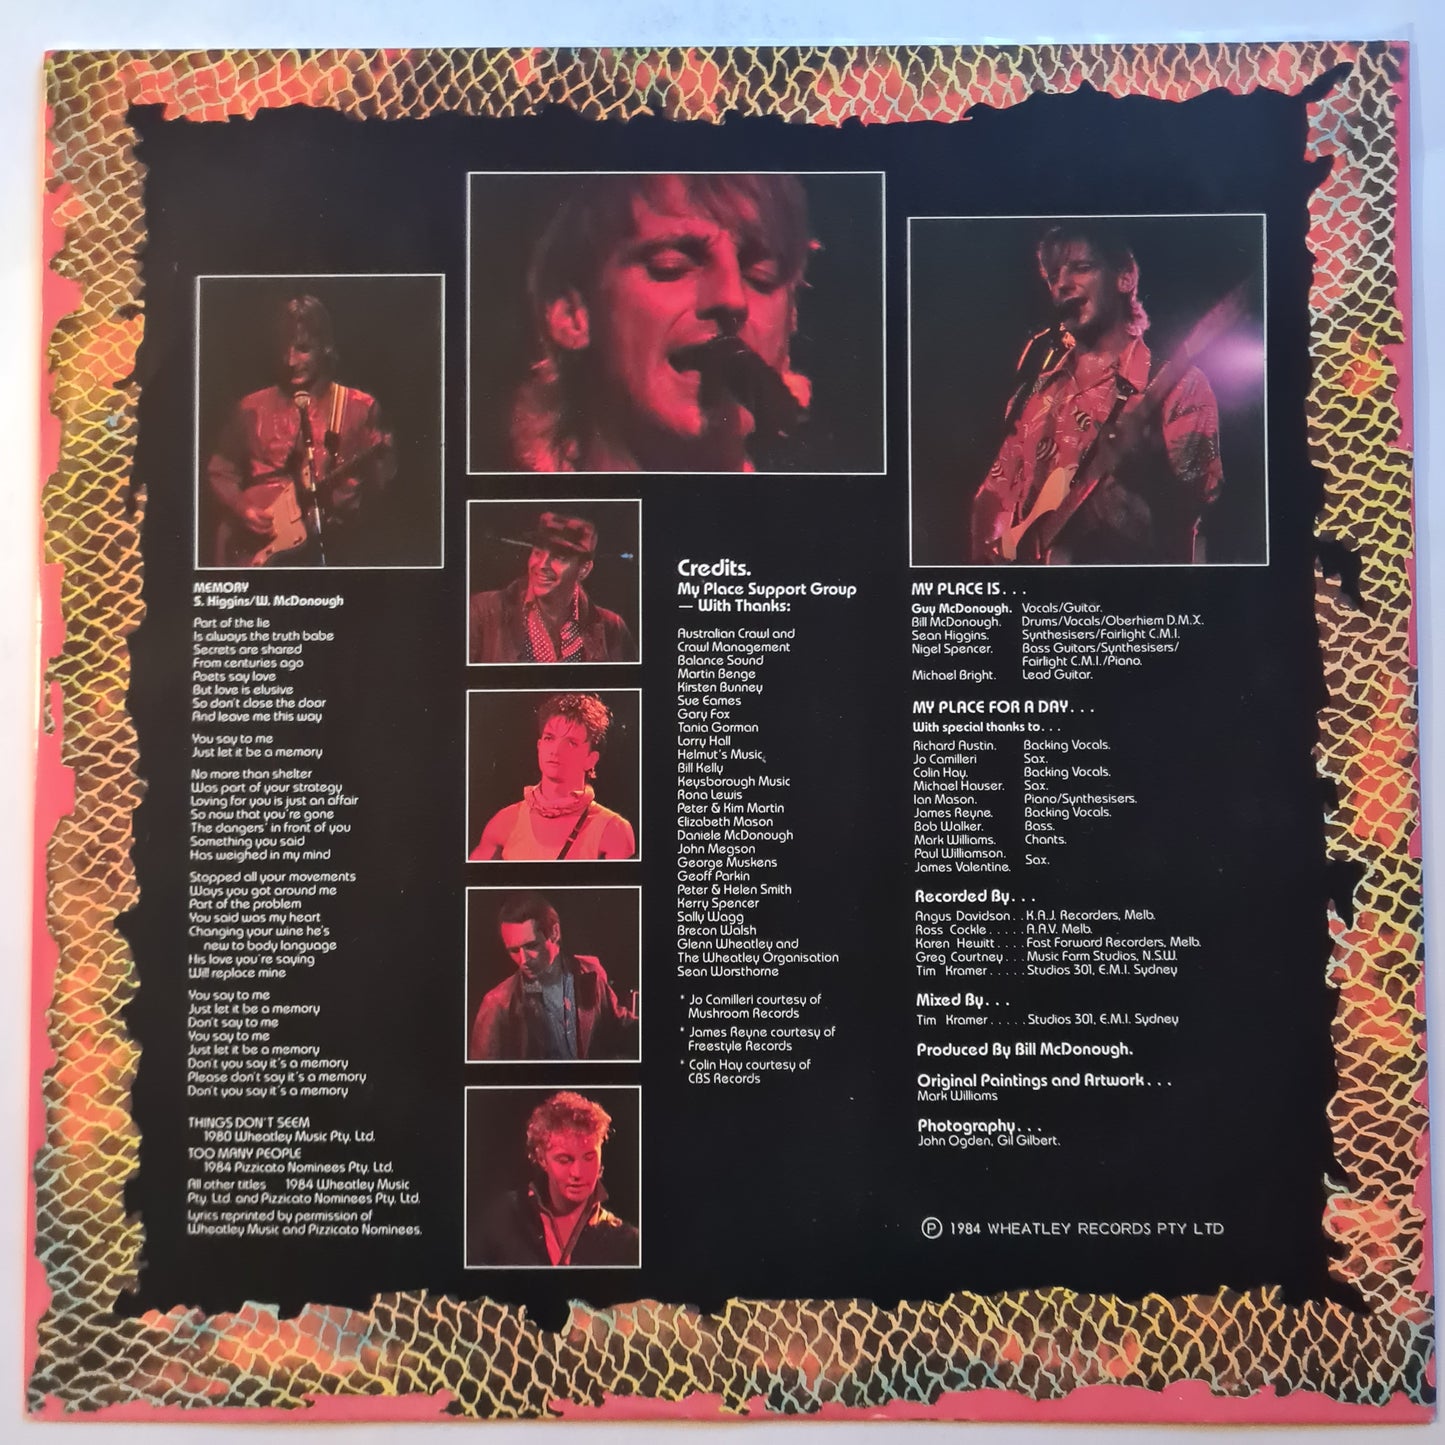 MEMORY
S. Higgins/W. McDonough
Part of the lie
Is always the truth babe
Secrets are shared
From centuries ago
Poets say love
But love is elusive
So don't close the door
And leave me this way
You say to me
Just let it be a memory
No more than shelter
Was part of your strategy
Loving for you is just an affair
So now that you're gone
The dangers' in front of you
Something you said
Has weighed in my mind
Stopped all your movements
Ways you got around me
Part of the problem
You said was my heart
Changing your wine he's
new to body language
His love you're saying
Will replace mine
You say to me
Just let it be a memory
Don't say to me
You say to me
Just let it be a memory
Don't you say it's a memory
Please don't say it's a memory
Don't you say it's a memory
THINGS DON'T SEEM
1980 Wheatley Music Pty. Ltd.
TOO MANY PEOPLE
1984 Pizzicato Nominees Pty. Ltd.
All other titles 1984 Wheatley Music
Pty. Ltd. and Pizzicato Nominees Pty. Ltd.
Lyrics reprinted by permission of
Wheatley Music and Pizzicato Nominees.
Credits.
My Place Support Group
— With Thanks:
Australian Crawl and
Crawl Management
Balance Sound
Martin Benge
Kirsten Bunney
Sue Eames
Gary Fox
Tania Gorman
Lorry Hall
Helmut's Music
Bill Kelly
Keysborough Music
Rona Lewis
Peter & Kim Martin
Elizabeth Mason
Daniele McDonough
John Megson
George Muskens
Geoff Parkin
Peter & Helen Smith
Kerry Spencer
Sally Wagg
Brecon Walsh
Glenn Wheatley and
The Wheatley Organisation
Sean Worsthorne
* Jo Camilleri courtesy of
Mushroom Records
* James Reyne courtesy of
Freestyle Records
* Colin Hay courtesy of
CBS Records
MY PLACE IS...
Guy McDonough. Vocals/Guitar.
Bill McDonough. Drums/Vocals/Oberhiem D.M.X.
Sean Higgins. Synthesisers/Fairlight C.M.I.
Nigel Spencer. Bass Guitars/Synthesisers/
Fairlight C.M.I./Piano.
Michael Bright. Lead Guitar.
MY PLACE FOR A DAY...
With special thanks to...
Richard Austin. Backing Vocals.
Jo Camilleri Sax.
Colin Hay. Backing Vocals.
Michael Hauser. Sax.
Ian Mason. Piano/Synthesisers.
James Reyne. Backing Vocals.
Bob Walker. Bass.
Mark Williams. Chants.
Paul Williamson.
James Valentine. Sax.
Recorded By...
Angus Davidson.. K.A.J. Recorders, Melb.
Ross Cockle..... A.A.V. Melb.
Karen Hewitt.... Fast Forward Recorders, Melb.
Greg Courtney... Music Farm Studios, N.S.W.
Tim Kramer..... Studios 301, E.M.I. Sydney
Mixed By...
Tim Kramer..... Studios 301, E.M.I. Sydney
Produced By Bill McDonough.
Original Paintings and Artwork...
Mark Williams
Photography...
John Ogden, Gil Gilbert.
Ⓟ 1984 WHEATLEY RECORDS PTY LTD